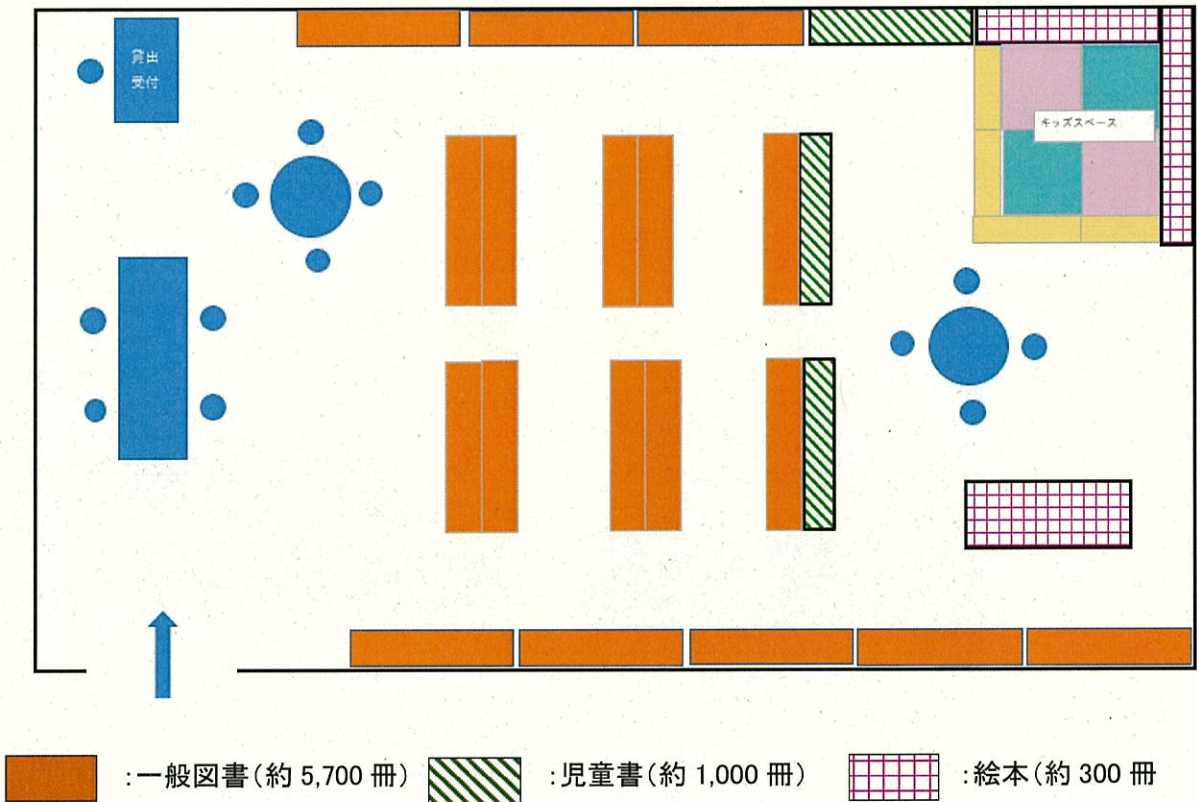 貸出
受付
キッズスペース
:一般図書(約 5,700 冊)
:児童書(約 1,000 冊)
:絵本(約 300 冊